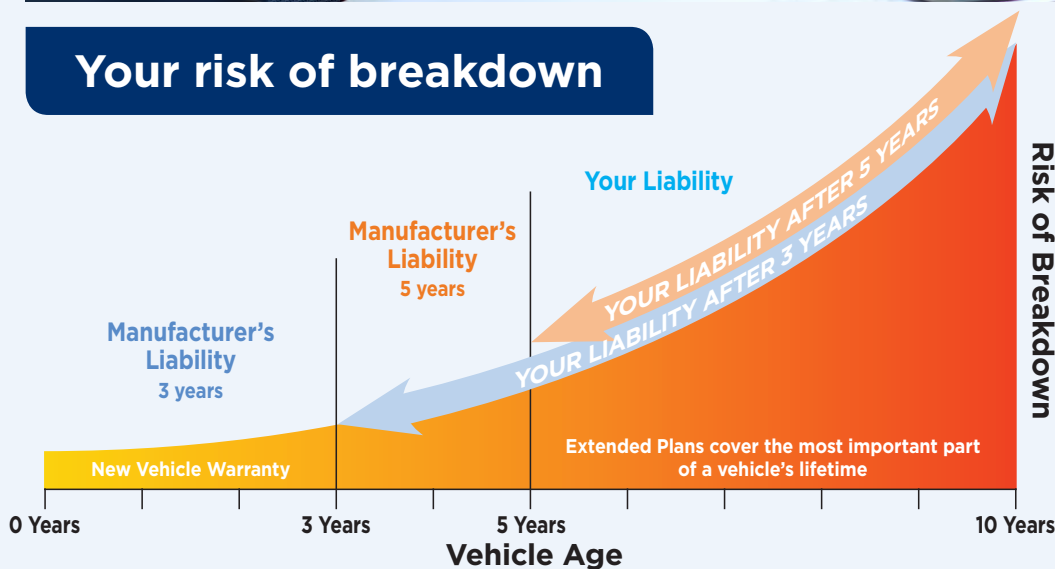 Your risk of breakdown
Your Liability
Manufacturer's
Liability
5 years
Manufacturer's
Liability
3 years
YOUR LIABILITY AFTER 5 YEARS
YOUR LIABILITY AFTER 3 YEARS
Risk of Breakdown
New Vehicle Warranty
Extended Plans cover the most important part
of a vehicle's lifetime
0 Years
3 Years
5 Years
10 Years
Vehicle Age